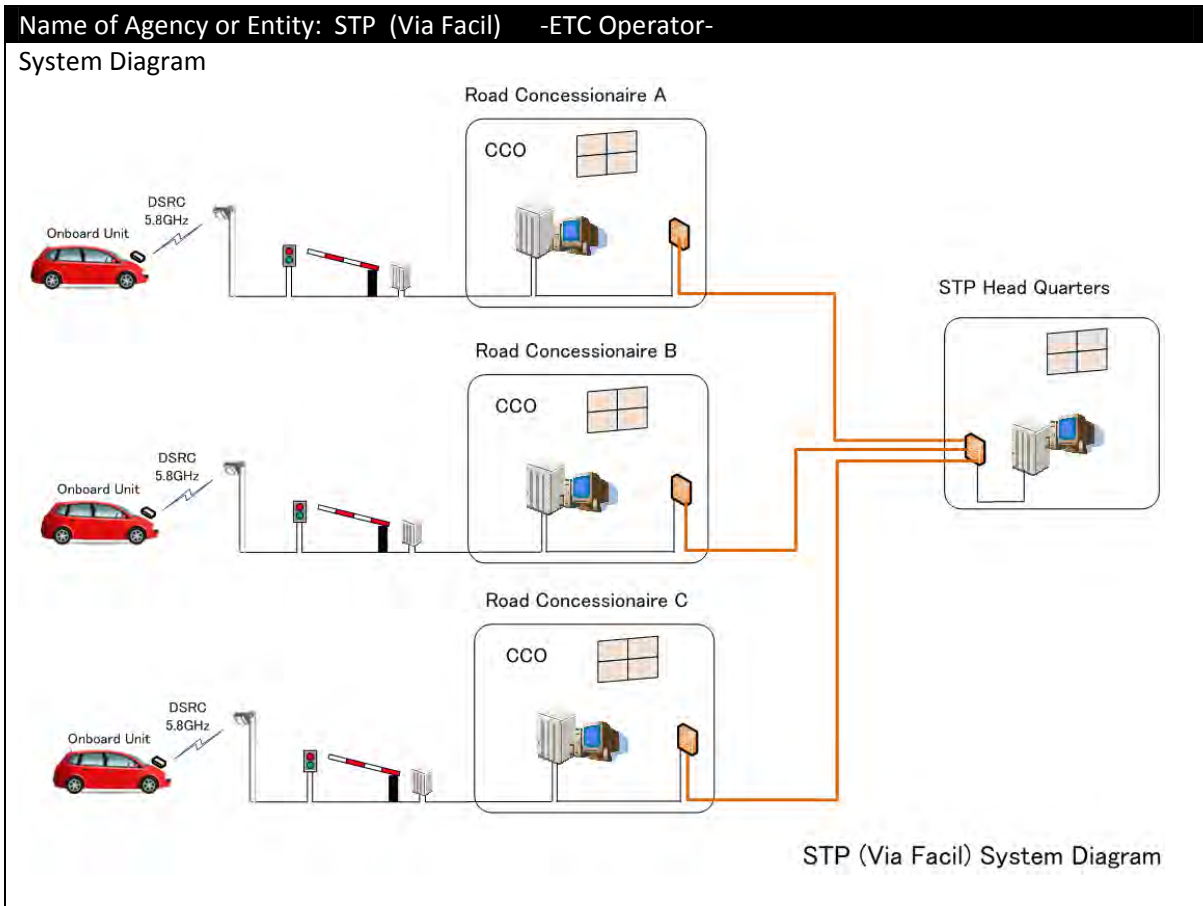 Name of Agency or Entity: STP (Via Facil) -ETC Operator-
System Diagram
Road Concessionaire A
CCO
DSRC
5.8GHz
Onboard Unit
STP Head Quarters
Road Concessionaire B
CCO
DSRC
5.8GHz
Onboard Unit
Road Concessionaire C
CCO
DSRC
5.8GHz
Onboard Unit
STP (Via Facil) System Diagram